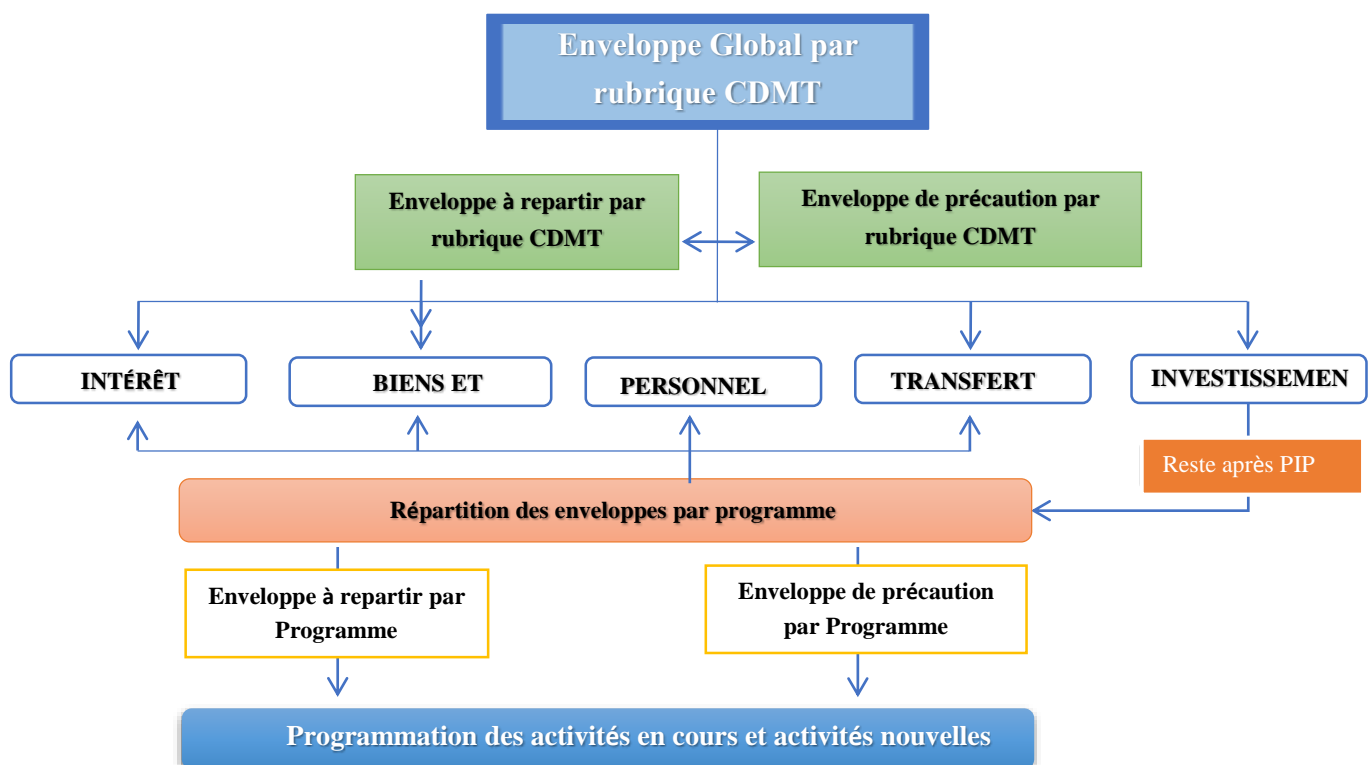 Enveloppe Global par
rubrique CDMT
Enveloppe à repartir par
rubrique CDMT
Enveloppe de précaution par
rubrique CDMT
INTÉRÊT
BIENS ET
PERSONNEL
TRANSFERT
INVESTISSEMEN
Reste après PIP
Répartition des enveloppes par programme
Enveloppe à repartir par
Programme
Enveloppe de précaution
par Programme
Programmation des activités en cours et activités nouvelles